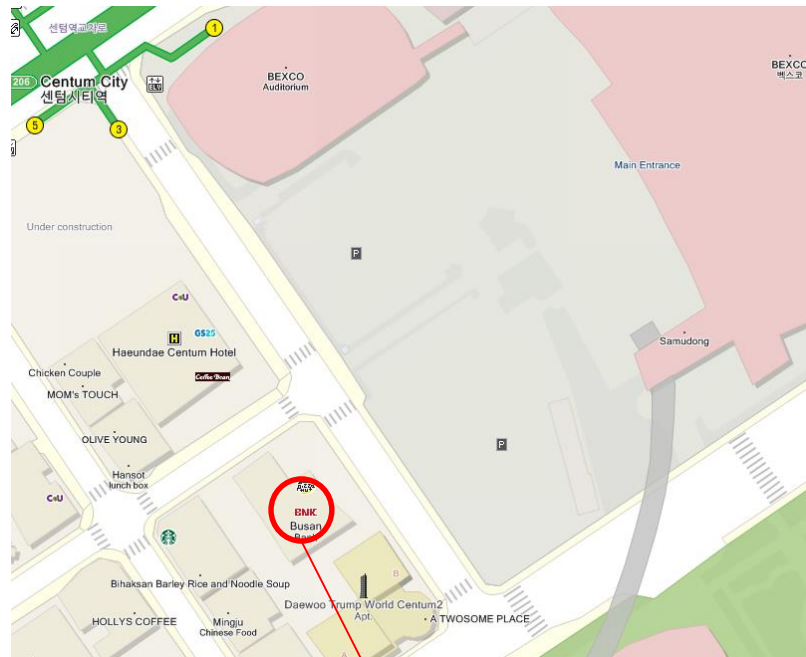 센텀역교차로
1
206
Centum City
센텀시티역
5
3
BEXCO
Auditorium
BEXCO
벡스코
Main Entrance
Under construction
P
CU
GS25
H
Haeundae Centum Hotel
Coffee Bean
Samudong
Chicken Couple
MOM's TOUCH
OLIVE YOUNG
P
Hansot
lunch box
CU
BNK
Busan
Bank
B
Bihaksan Barley Rice and Noodle Soup
Daewoo Trump World Centum2
Apt.
HOLLYS COFFEE
Mingju
Chinese Food
A TWOSOME PLACE
A